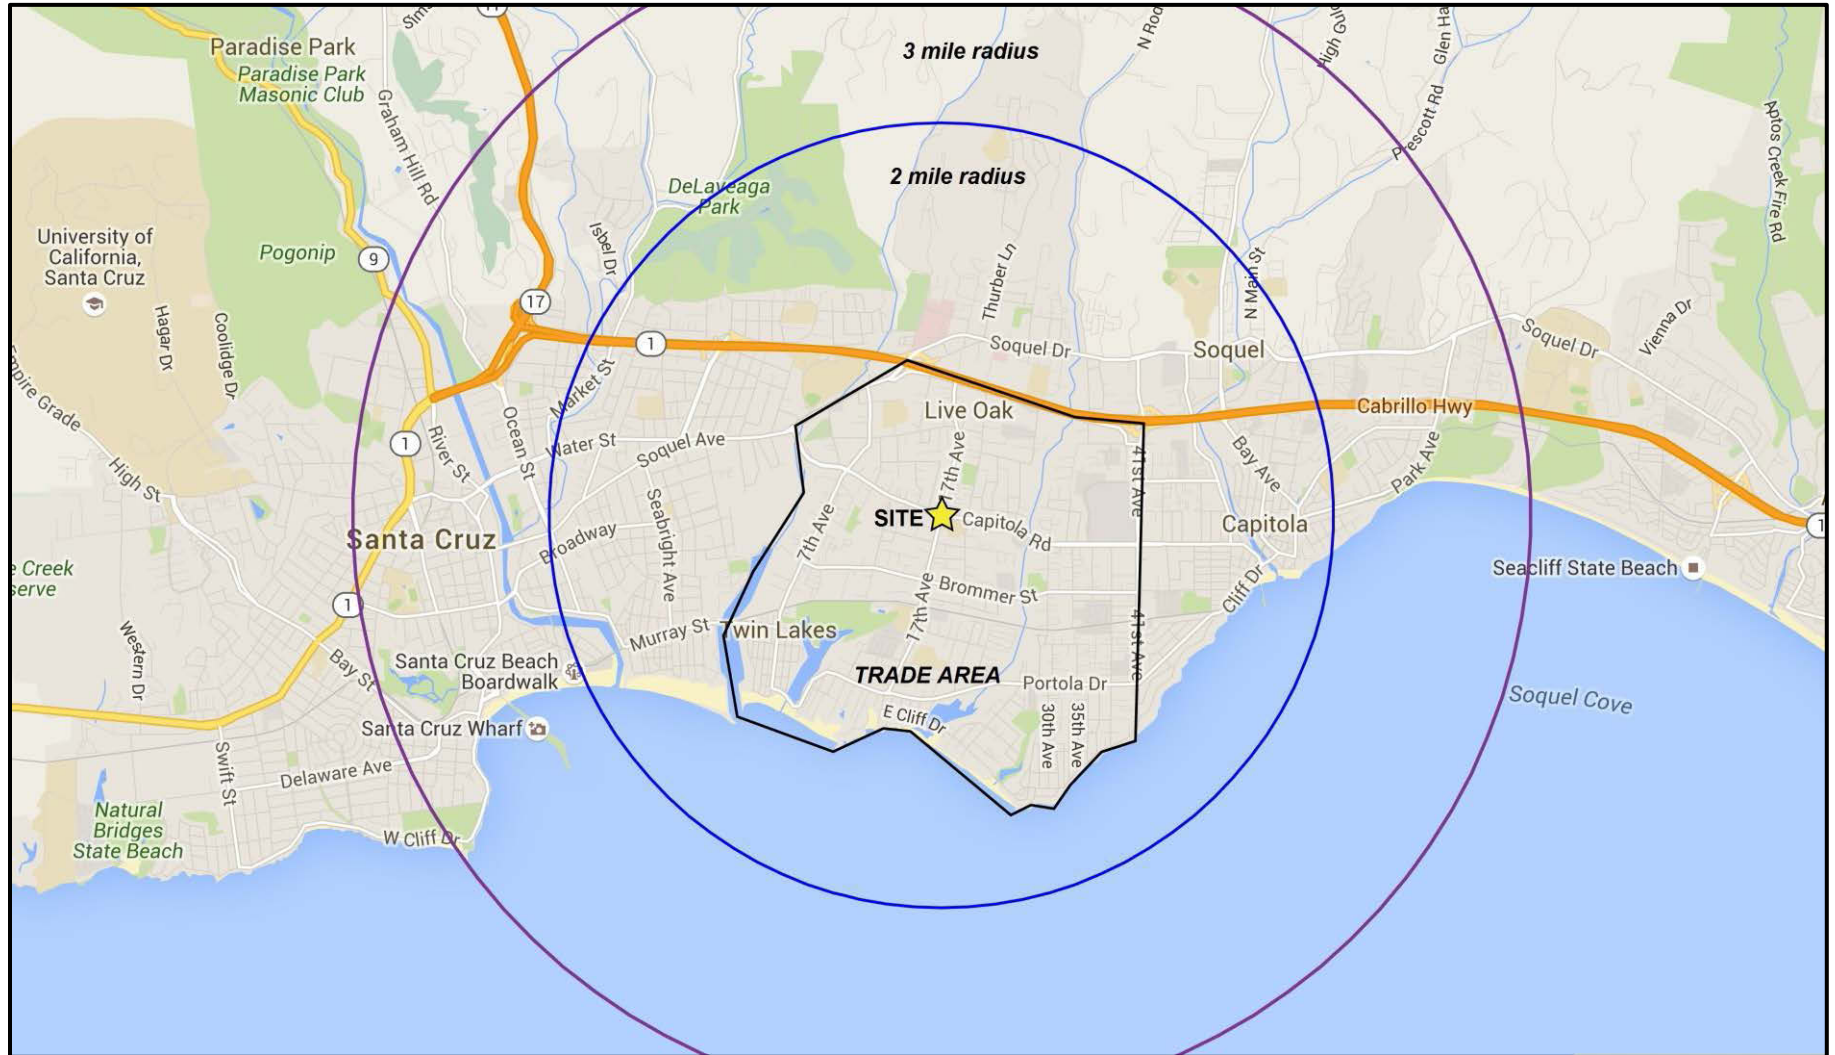 3 mile radius
2 mile radius
Paradise Park
Paradise Park
Masonic Club
Graham Hill Rd
N Rod
Glen Ha
Prescott Rd
Aptos Creek Fire Rd
University of
California,
Santa Cruz
Pogonip
9
17
1
Isbel Dr
DeLaveaga
Park
Thurber Ln
N Main St
Hagar Dr
Coolidge Dr
Empire Grade
High St
Market St
Soquel Dr
Soquel
Soquel Dr
Vienna Dr
Live Oak
Cabrillo Hwy
1
River St
Ocean St
Water St
Soquel Ave
17th Ave
41st Ave
Bay Ave
Park Ave
Santa Cruz
Broadway
Seabright Ave
7th Ave
SITE
Capitola Rd
Capitola
Seacliff State Beach
e Creek
serve
1
Western Dr
Bay St
Murray St
Twin Lakes
17th Ave
Brommer St
41st Ave
Cliff Dr
Santa Cruz Beach
Boardwalk
TRADE AREA
Portola Dr
Soquel Cove
Santa Cruz Wharf
E Cliff Dr
30th Ave
35th Ave
Swift St
Delaware Ave
Natural
Bridges
State Beach
W Cliff Dr